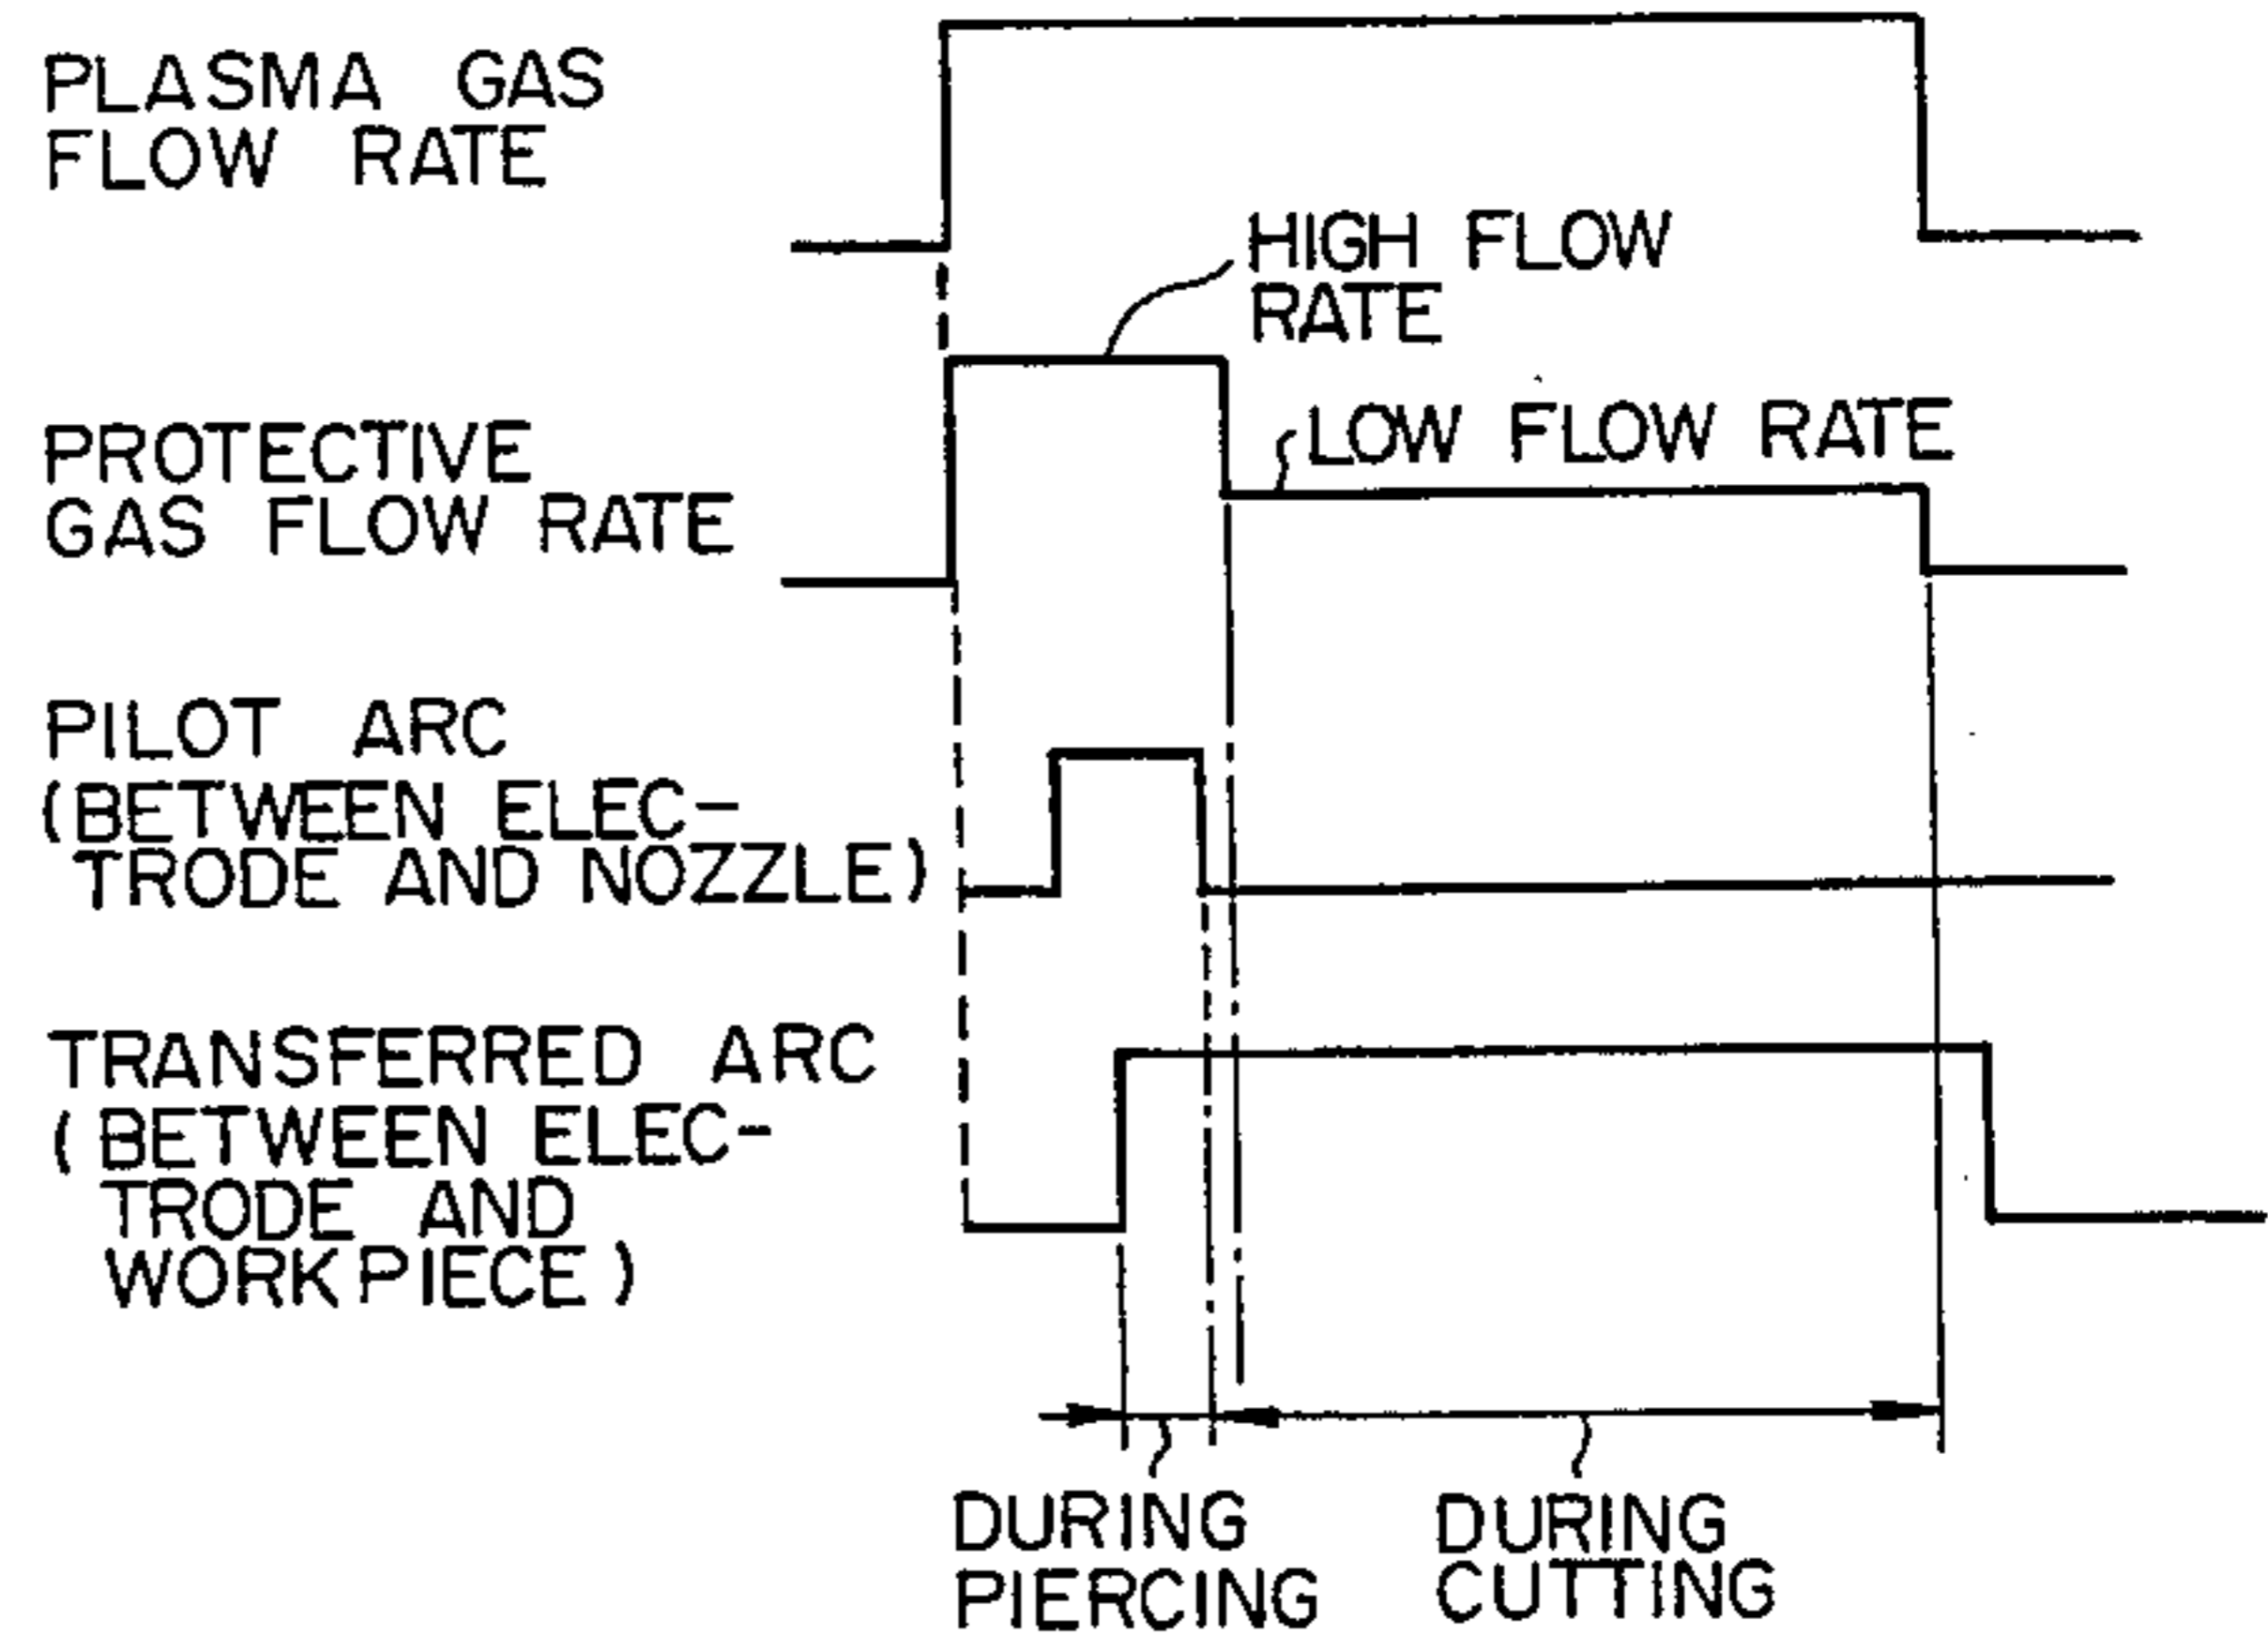 PLASMA GAS
FLOW RATE
HIGH FLOW
RATE
PROTECTIVE
GAS FLOW RATE
LOW FLOW RATE
PILOT ARC
(BETWEEN ELEC-
TRODE AND NOZZLE)
TRANSFERRED ARC
(BETWEEN ELEC-
TRODE AND
WORKPIECE)
DURING
PIERCING
DURING
CUTTING